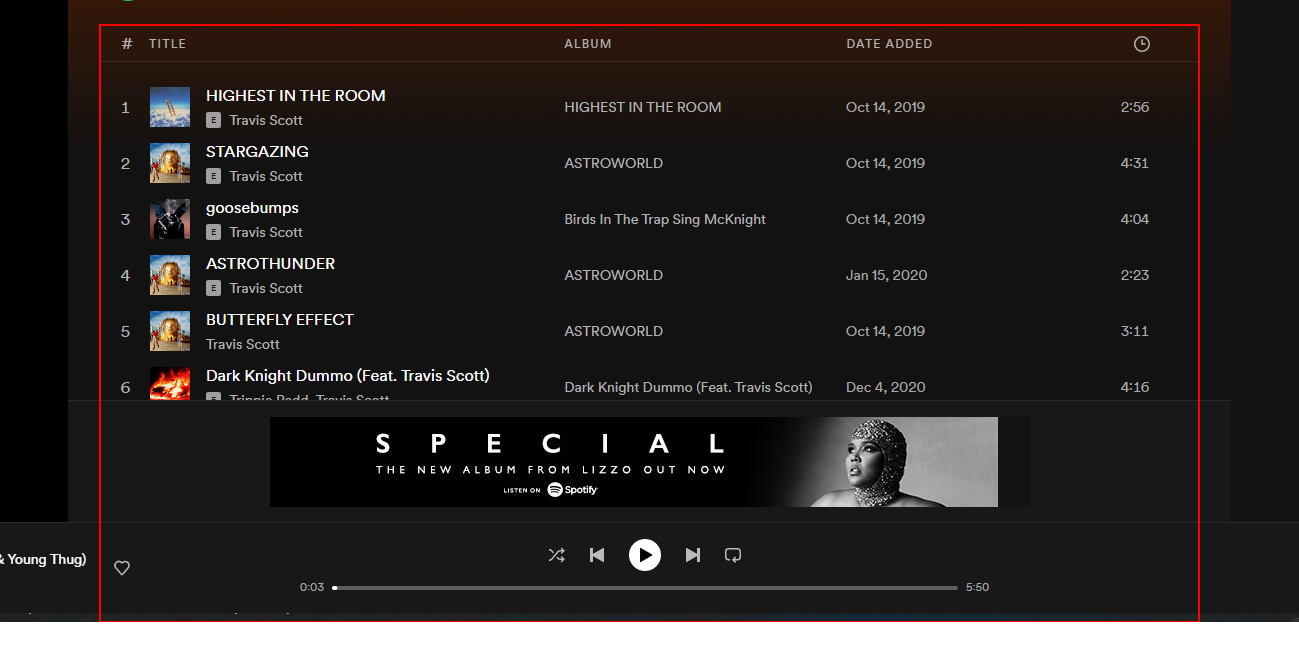 # TITLE ALBUM DATE ADDED
1 HIGHEST IN THE ROOM HIGHEST IN THE ROOM Oct 14, 2019 2:56
E Travis Scott
2 STARGAZING ASTROWORLD Oct 14, 2019 4:31
E Travis Scott
3 goosebumps Birds In The Trap Sing McKnight Oct 14, 2019 4:04
E Travis Scott
4 ASTROTHUNDER ASTROWORLD Jan 15, 2020 2:23
E Travis Scott
5 BUTTERFLY EFFECT ASTROWORLD Oct 14, 2019 3:11
Travis Scott
6 Dark Knight Dummo (Feat. Travis Scott) Dark Knight Dummo (Feat. Travis Scott) Dec 4, 2020 4:16
E Trippie Redd, Travis Scott
SPECIAL
THE NEW ALBUM FROM LIZZO OUT NOW
LISTEN ON Spotify
& Young Thug)
0:03 5:50